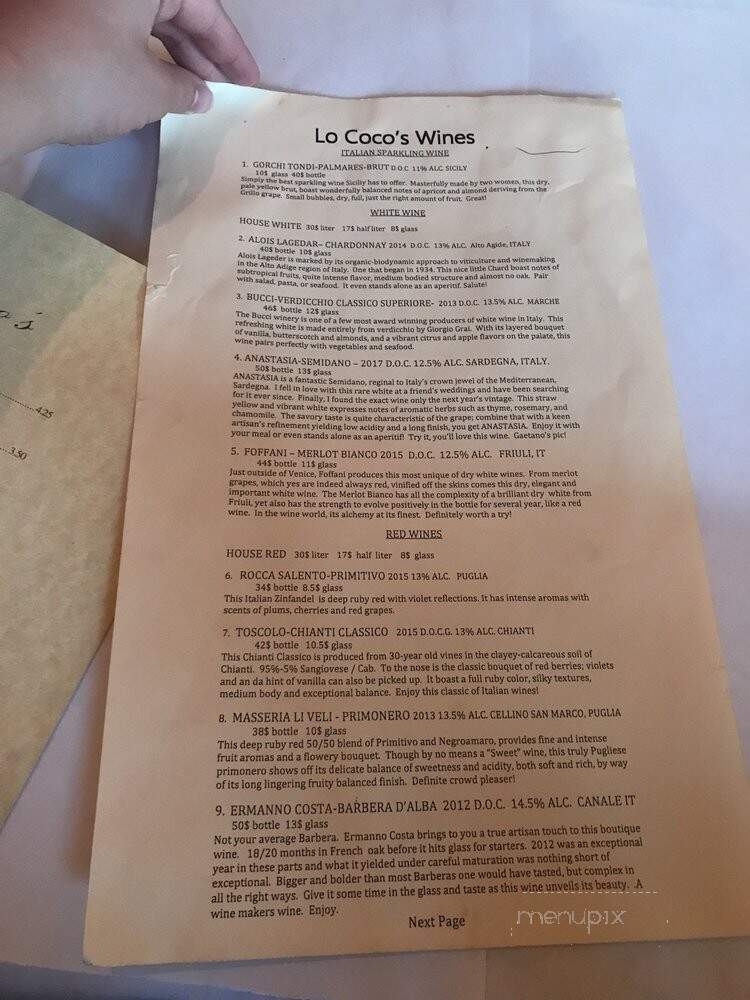 Lo Coco's Wines
ITALIAN SPARKLING WINE
1. GORCHI TONDI-PALMARES-BRUT D.O.C 11% ALC. SICILY
10$ glass 40$ bottle
Simply the best sparkling wine Sicily has to offer. Masterfully made by two women, this dry,
pale yellow brut, boast wonderfully balanced notes of apricot and almond deriving from the
Grillo grape. Small bubbles, dry, full, just the right amount of fruit. Great!
WHITE WINE
HOUSE WHITE 30$ liter 17$ half liter 8$ glass
2. ALOIS LAGEDAR– CHARDONNAY 2014 D.O.C. 13% ALC. Alto Agide, ITALY
40$ bottle 10$ glass
Alois Lageder is marked by its organic-biodynamic approach to viticulture and winemaking
in the Alto Adige region of Italy. One that began in 1934. This nice little Chard boast notes of
subtropical fruits, quite intense flavor, medium bodied structure and almost no oak. Pair
with salad, pasta, or seafood. It even stands alone as an aperitif. Salute!
3. BUCCI-VERDICCHIO CLASSICO SUPERIORE- 2013 D.O.C. 13.5% ALC. MARCHE
46$ bottle 12$ glass
The Bucci winery is one of a few most award winning producers of white wine in Italy. This
refreshing white is made entirely from verdicchio by Giorgio Grai. With its layered bouquet
of vanilla, butterscotch and almonds, and a vibrant citrus and apple flavors on the palate, this
wine pairs perfectly with vegetables and seafood.
4. ANASTASIA-SEMIDANO – 2017 D.O.C. 12.5% ALC. SARDEGNA, ITALY.
50$ bottle 13$ glass
ANASTASIA is a fantastic Semidano, reginal to Italy's crown jewel of the Mediterranean,
Sardegna. I fell in love with this rare white at a friend's weddings and have been searching
for it ever since. Finally, I found the exact wine only the next year's vintage. This straw
yellow and vibrant white expresses notes of aromatic herbs such as thyme, rosemary, and
chamomile. The savory taste is quite characteristic of the grape; combine that with a keen
artisan's refinement yielding low acidity and a long finish, you get ANASTASIA. Enjoy it with
your meal or even stands alone as an aperitif! Try it, you'll love this wine. Gaetano's pic!
5. FOFFANI – MERLOT BIANCO 2015 D.O.C. 12.5% ALC. FRIULI, IT
44$ bottle 11$ glass
Just outside of Venice, Foffani produces this most unique of dry white wines. From merlot
grapes, which yes are indeed always red, vinified off the skins comes this dry, elegant and
important white wine. The Merlot Bianco has all the complexity of a brilliant dry white from
Friuli, yet also has the strength to evolve positively in the bottle for several year, like a red
wine. In the wine world, its alchemy at its finest. Definitely worth a try!
RED WINES
HOUSE RED 30$ liter 17$ half liter 8$ glass
6. ROCCA SALENTO-PRIMITIVO 2015 13% ALC. PUGLIA
34$ bottle 8.5$ glass
This Italian Zinfandel is deep ruby red with violet reflections. It has intense aromas with
scents of plums, cherries and red grapes.
7. TOSCOLO-CHIANTI CLASSICO 2015 D.O.C.G. 13% ALC. CHIANTI
42$ bottle 10.5$ glass
This Chianti Classico is produced from 30-year old vines in the clayey-calcareous soil of
Chianti. 95%-5% Sangiovese / Cab. To the nose is the classic bouquet of red berries; violets
and an da hint of vanilla can also be picked up. It boast a full ruby color, silky textures,
medium body and exceptional balance. Enjoy this classic of Italian wines!
8. MASSERIA LI VELI - PRIMONERO 2013 13.5% ALC. CELLINO SAN MARCO, PUGLIA
38$ bottle 10$ glass
This deep ruby red 50/50 blend of Primitivo and Negroamaro, provides fine and intense
fruit aromas and a flowery bouquet. Though by no means a "Sweet" wine, this truly Pugliese
primonero shows off its delicate balance of sweetness and acidity, both soft and rich, by way
of its long lingering fruity balanced finish. Definite crowd pleaser!
9. ERMANNO COSTA-BARBERA D'ALBA 2012 D.O.C. 14.5% ALC. CANALE IT
50$ bottle 13$ glass
Not your average Barbera. Ermanno Costa brings to you a true artisan touch to this boutique
wine. 18/20 months in French oak before it hits glass for starters. 2012 was an exceptional
year in these parts and what it yielded under careful maturation was nothing short of
exceptional. Bigger and bolder than most Barberas one would have tasted, but complex in
all the right ways. Give it some time in the glass and taste as this wine unveils its beauty. .A
wine makers wine. Enjoy.
Next Page
menupix
4.25
3.50